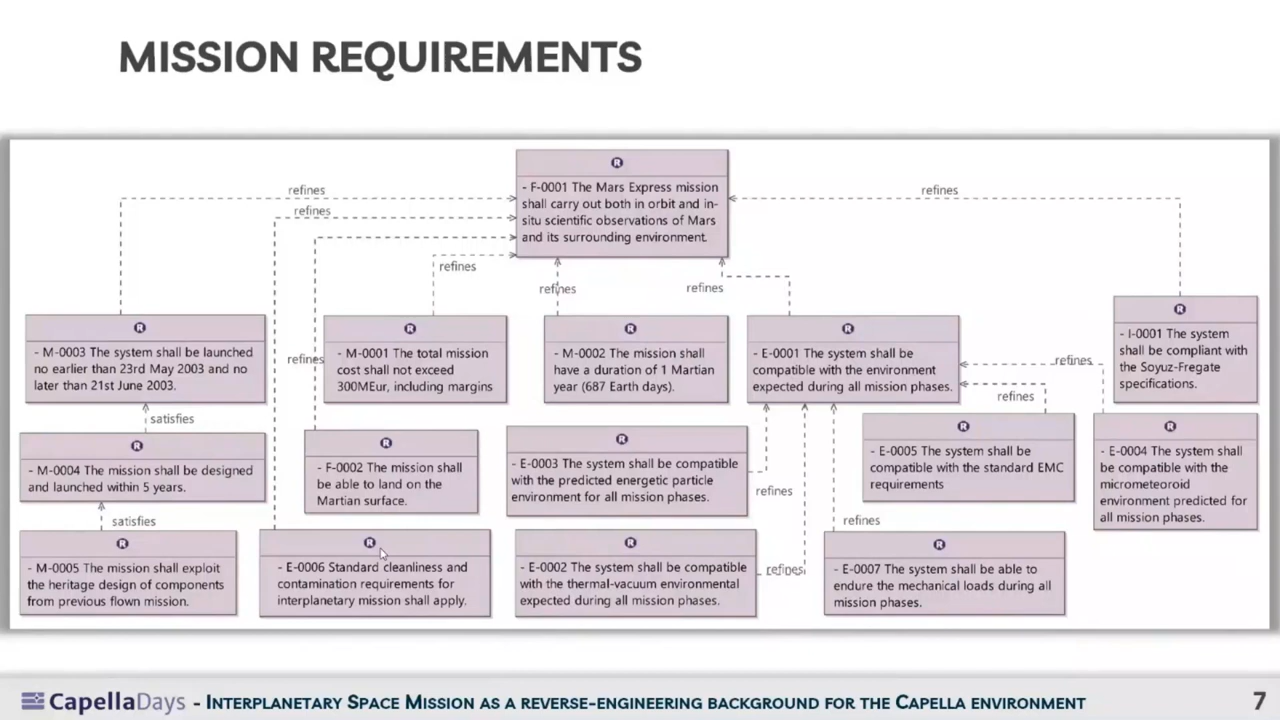 MISSION REQUIREMENTS
R
- F-0001 The Mars Express mission
shall carry out both in orbit and in-
situ scientific observations of Mars
and its surrounding environment.
refines
refines
refines
refines
refines
refines
refines
R
- M-0003 The system shall be launched
no earlier than 23rd May 2003 and no
later than 21st June 2003.
R
- M-0001 The total mission
cost shall not exceed
300MEur, including margins
R
- M-0002 The mission shall
have a duration of 1 Martian
year (687 Earth days).
R
- E-0001 The system shall be
compatible with the environment
expected during all mission phases.
R
- I-0001 The system
shall be compliant with
the Soyuz-Fregate
specifications.
satisfies
refines
refines
R
- M-0004 The mission shall be designed
and launched within 5 years.
R
- F-0002 The mission shall
be able to land on the
Martian surface.
R
- E-0003 The system shall be compatible
with the predicted energetic particle
environment for all mission phases.
R
- E-0005 The system shall be
compatible with the standard EMC
requirements
R
- E-0004 The system shall
be compatible with the
micrometeoroid
environment predicted for
all mission phases.
satisfies
refines
refines
refines
R
- M-0005 The mission shall exploit
the heritage design of components
from previous flown mission.
R
- E-0006 Standard cleanliness and
contamination requirements for
interplanetary mission shall apply.
R
- E-0002 The system shall be compatible
with the thermal-vacuum environmental
expected during all mission phases.
R
- E-0007 The system shall be able to
endure the mechanical loads during all
mission phases.
CapellaDays - INTERPLANETARY SPACE MISSION AS A REVERSE-ENGINEERING BACKGROUND FOR THE CAPELLA ENVIRONMENT
7